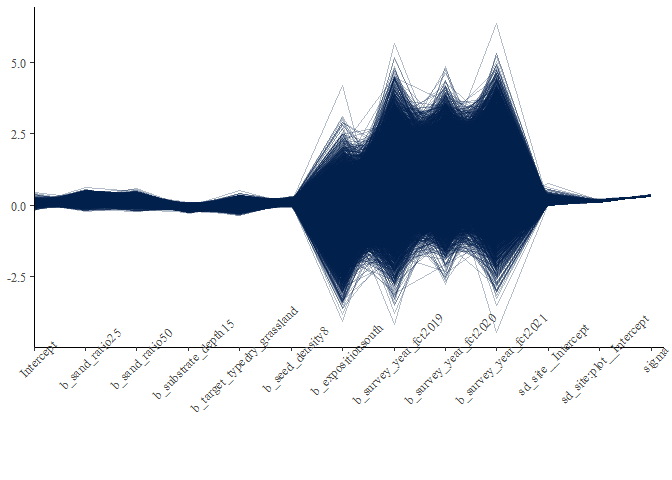 5.0
2.5
0.0
-2.5
Intercept
b_sand_ratio25
b_sand_ratio50
b_substrate_depth15
b_target_typedry_grassland
b_seed_density8
b_expositionsouth
b_survey_year_fct2019
b_survey_year_fct2020
b_survey_year_fct2021
sd_site__Intercept
sd_site:plot__Intercept
sigma